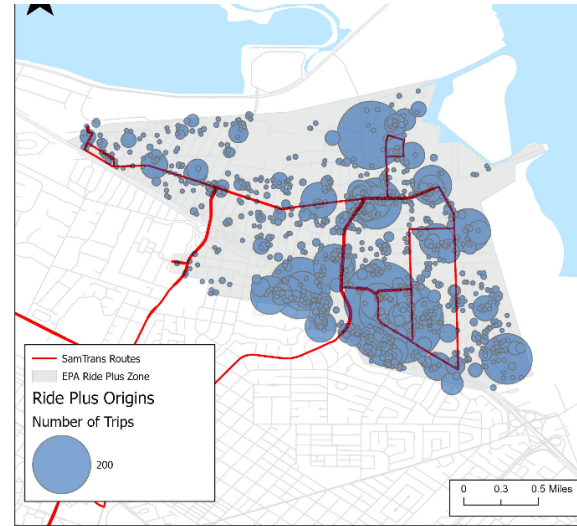 SamTrans Routes
EPA Ride Plus Zone
Ride Plus Origins
Number of Trips
200
0 0.3 0.5 Miles